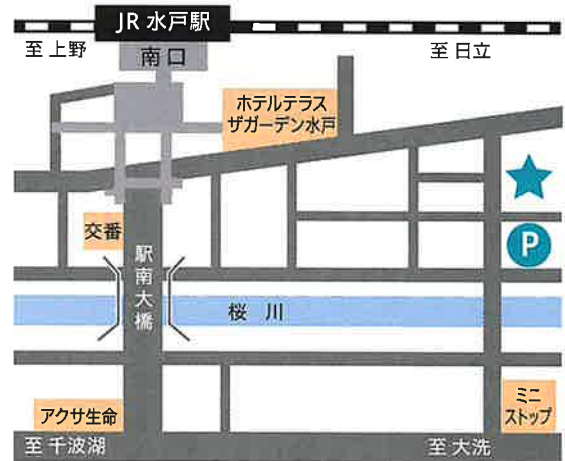 JR 水戸駅
至 上野
南 口
至 日立
ホテルテラス
ザガーデン水戸
交番
P
駅南大橋
桜 川
アクサ生命
ミニ
ストップ
至 千波湖
至 大洗